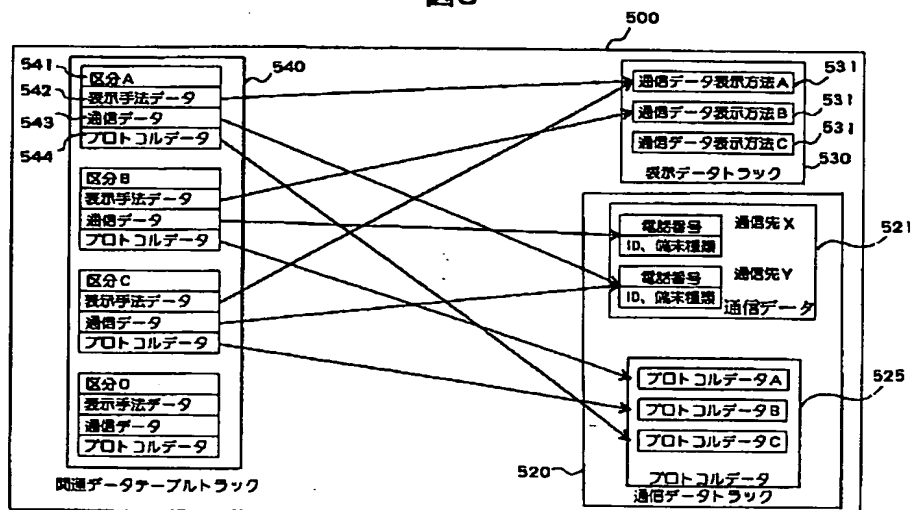 500
541
区分A
542
表示手法データ
543
通信データ
544
プロトコルデータ
540
区分B
表示手法データ
通信データ
プロトコルデータ
区分C
表示手法データ
通信データ
プロトコルデータ
区分O
表示手法データ
通信データ
プロトコルデータ
関連データテーブルトラック
通信データ表示方法A
531
通信データ表示方法B
531
通信データ表示方法C
531
表示データトラック
530
電話番号
通信先X
ID、端末種類
521
電話番号
通信先Y
ID、端末種類
通信データ
プロトコルデータA
525
プロトコルデータB
プロトコルデータC
プロトコルデータ
520
通信データトラック